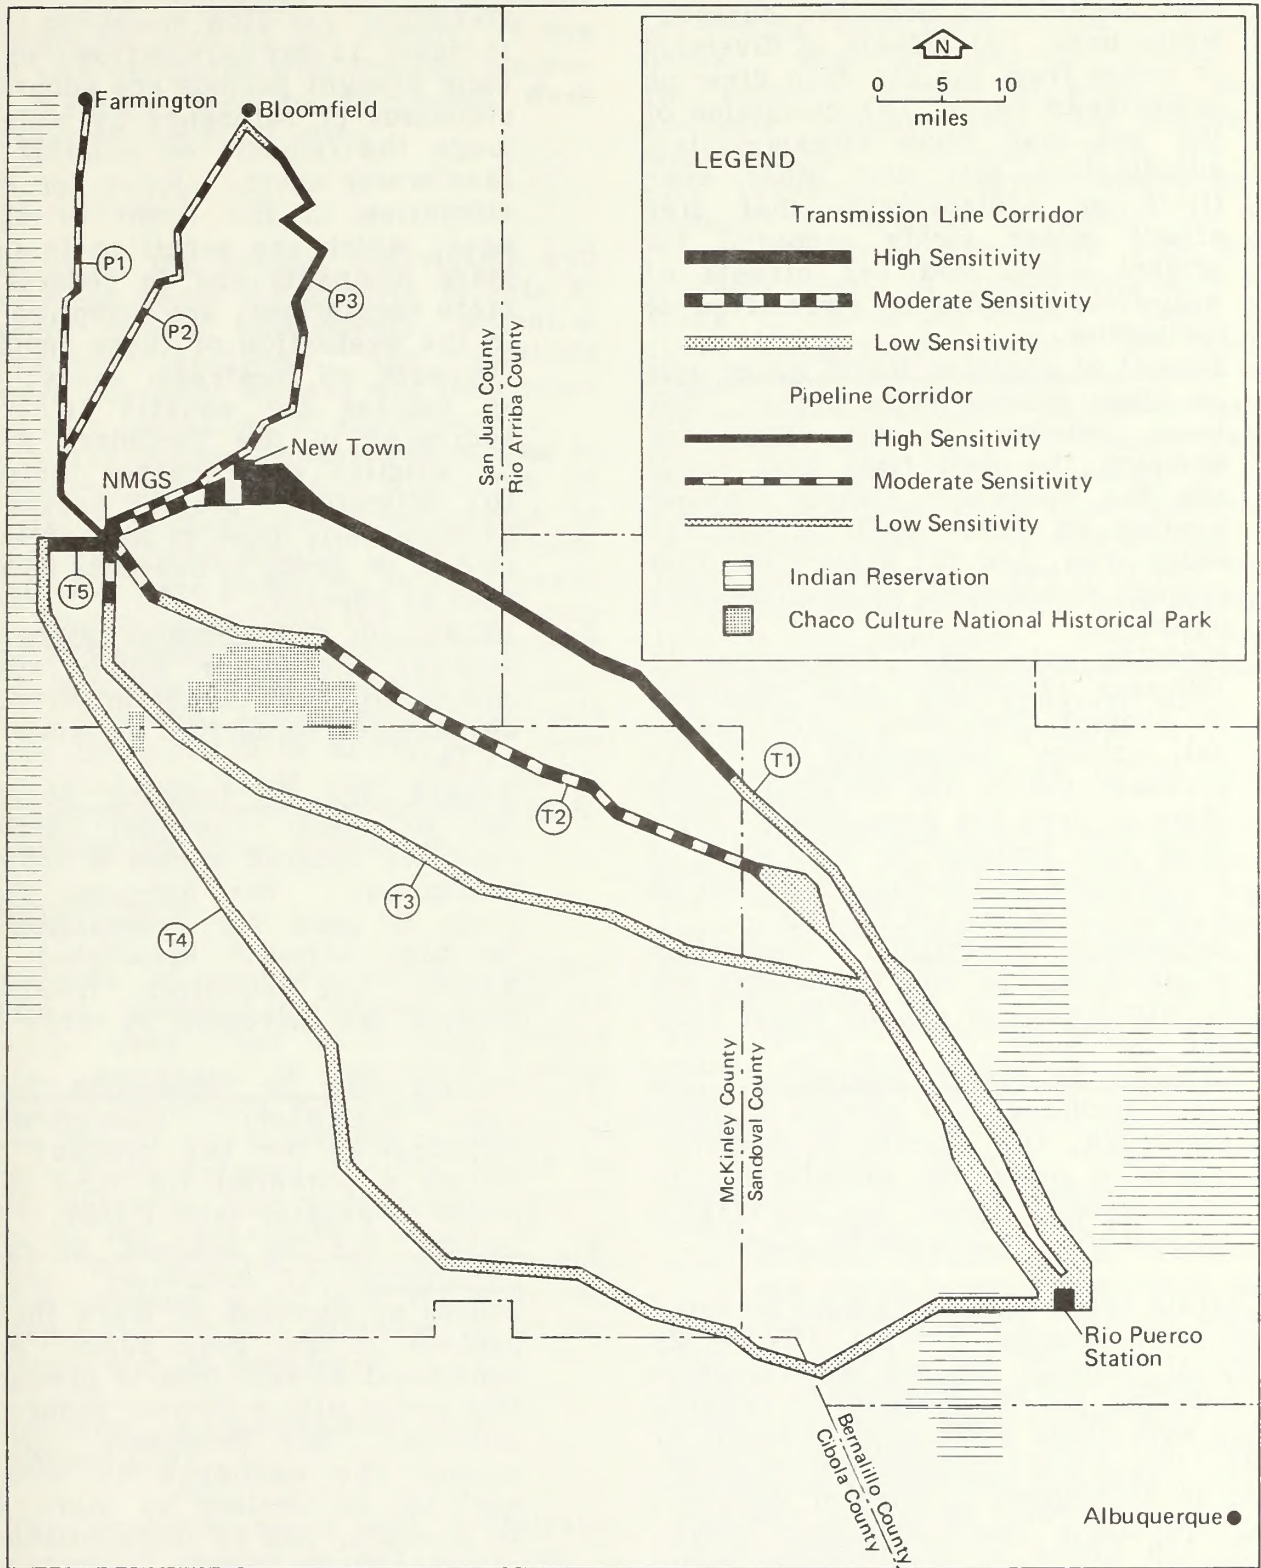 N
0 5 10
miles
LEGEND
Transmission Line Corridor
High Sensitivity
Moderate Sensitivity
Low Sensitivity
Pipeline Corridor
High Sensitivity
Moderate Sensitivity
Low Sensitivity
Indian Reservation
Chaco Culture National Historical Park
Farmington
Bloomfield
P1
P2
P3
San Juan County
Rio Arriba County
New Town
NMGS
T5
T1
T2
T3
T4
McKinley County
Sandoval County
Rio Puerco
Station
Bernalillo County
Cibola County
Albuquerque